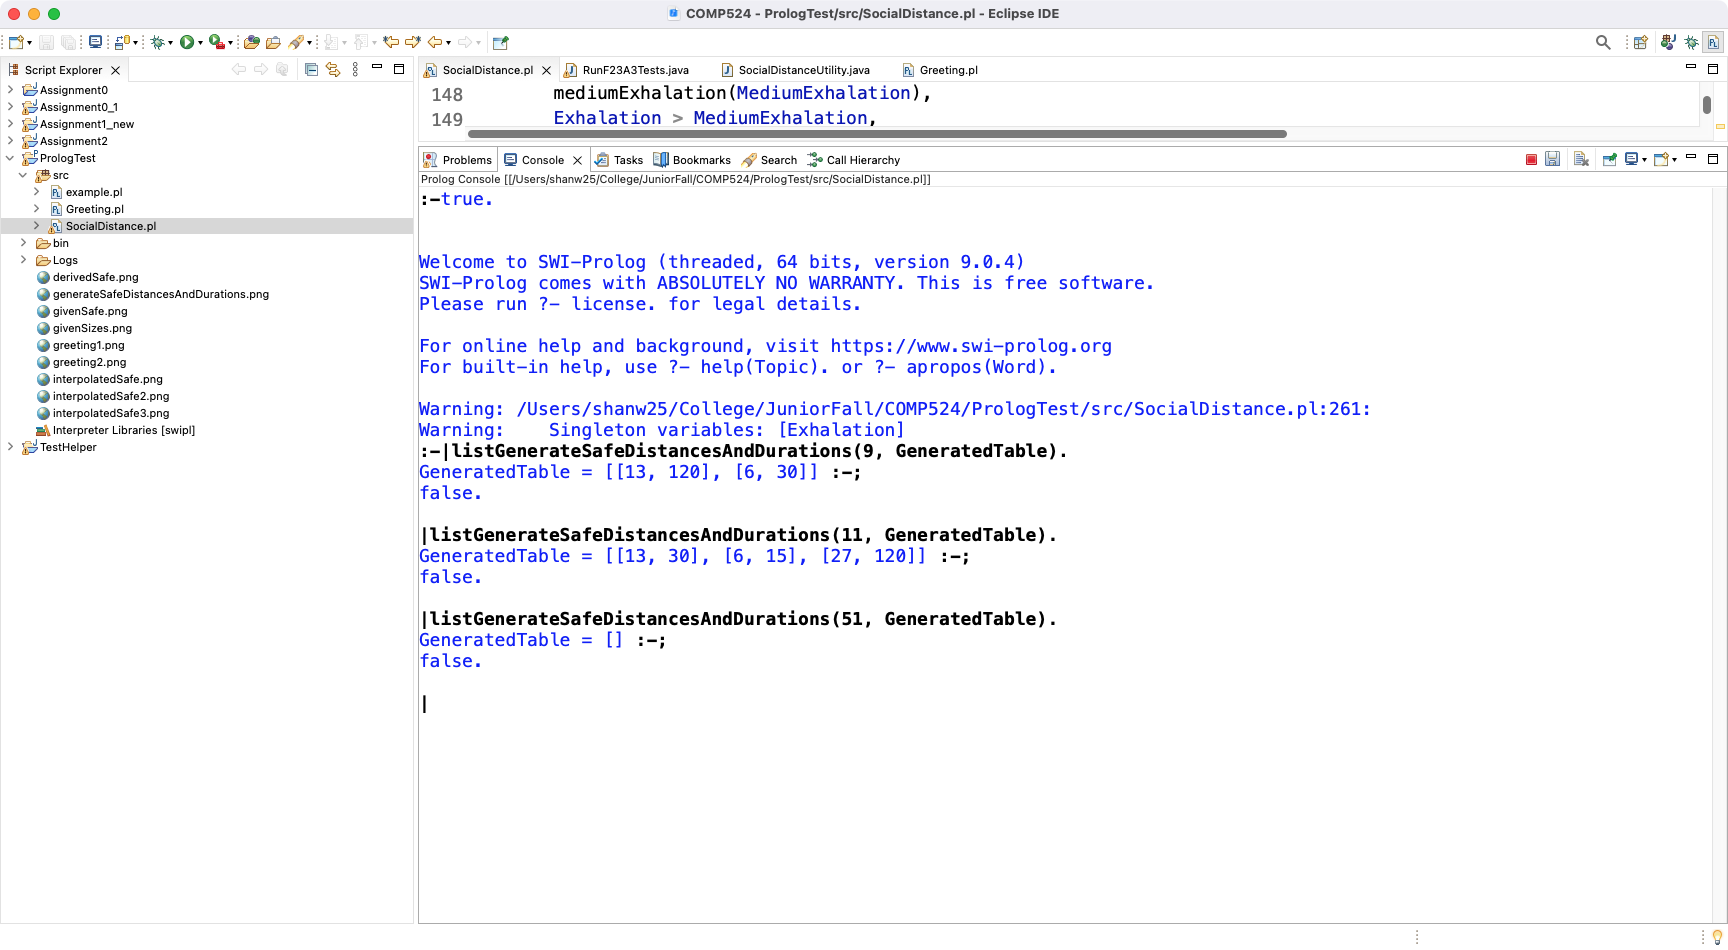 COMP524 - PrologTest/src/SocialDistance.pl - Eclipse IDE
Script Explorer
Assignment0
Assignment0_1
Assignment1_new
Assignment2
PrologTest
src
example.pl
Greeting.pl
SocialDistance.pl
bin
Logs
derivedSafe.png
generateSafeDistancesAndDurations.png
givenSafe.png
givenSizes.png
greeting1.png
greeting2.png
interpolatedSafe.png
interpolatedSafe2.png
interpolatedSafe3.png
Interpreter Libraries [swipl]
TestHelper
SocialDistance.pl RunF23A3Tests.java SocialDistanceUtility.java Greeting.pl
148 mediumExhalation(MediumExhalation),
149 Exhalation > MediumExhalation,
Problems Console Tasks Bookmarks Search Call Hierarchy
Prolog Console [[/Users/shanw25/College/JuniorFall/COMP524/PrologTest/src/SocialDistance.pl]]
:-true.
Welcome to SWI-Prolog (threaded, 64 bits, version 9.0.4)
SWI-Prolog comes with ABSOLUTELY NO WARRANTY. This is free software.
Please run ?- license. for legal details.
For online help and background, visit https://www.swi-prolog.org
For built-in help, use ?- help(Topic). or ?- apropos(Word).
Warning: /Users/shanw25/College/JuniorFall/COMP524/PrologTest/src/SocialDistance.pl:261:
Warning:    Singleton variables: [Exhalation]
:-|listGenerateSafeDistancesAndDurations(9, GeneratedTable).
GeneratedTable = [[13, 120], [6, 30]] :-;
false.
|listGenerateSafeDistancesAndDurations(11, GeneratedTable).
GeneratedTable = [[13, 30], [6, 15], [27, 120]] :-;
false.
|listGenerateSafeDistancesAndDurations(51, GeneratedTable).
GeneratedTable = [] :-;
false.
|